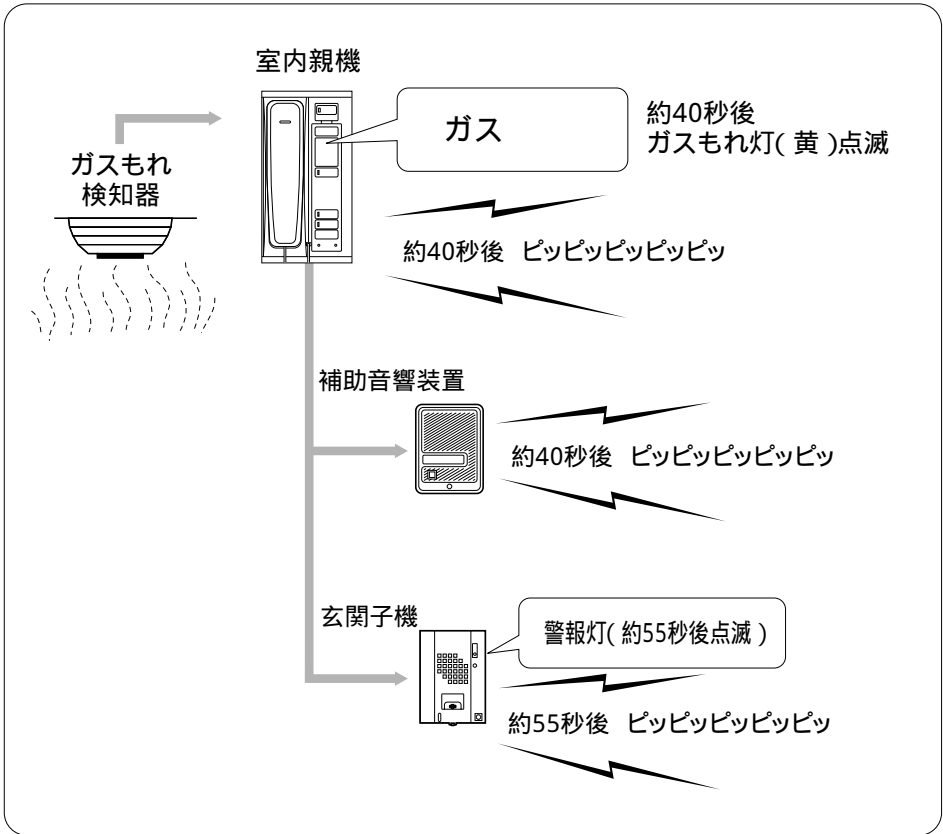 室内親機
ガス
約40秒後
ガスもれ灯(黄)点滅
ガスもれ
検知器
約40秒後 ピッピッピッピッピッ
補助音響装置
約40秒後 ピッピッピッピッピッ
玄関子機
警報灯(約55秒後点滅)
約55秒後 ピッピッピッピッピッ